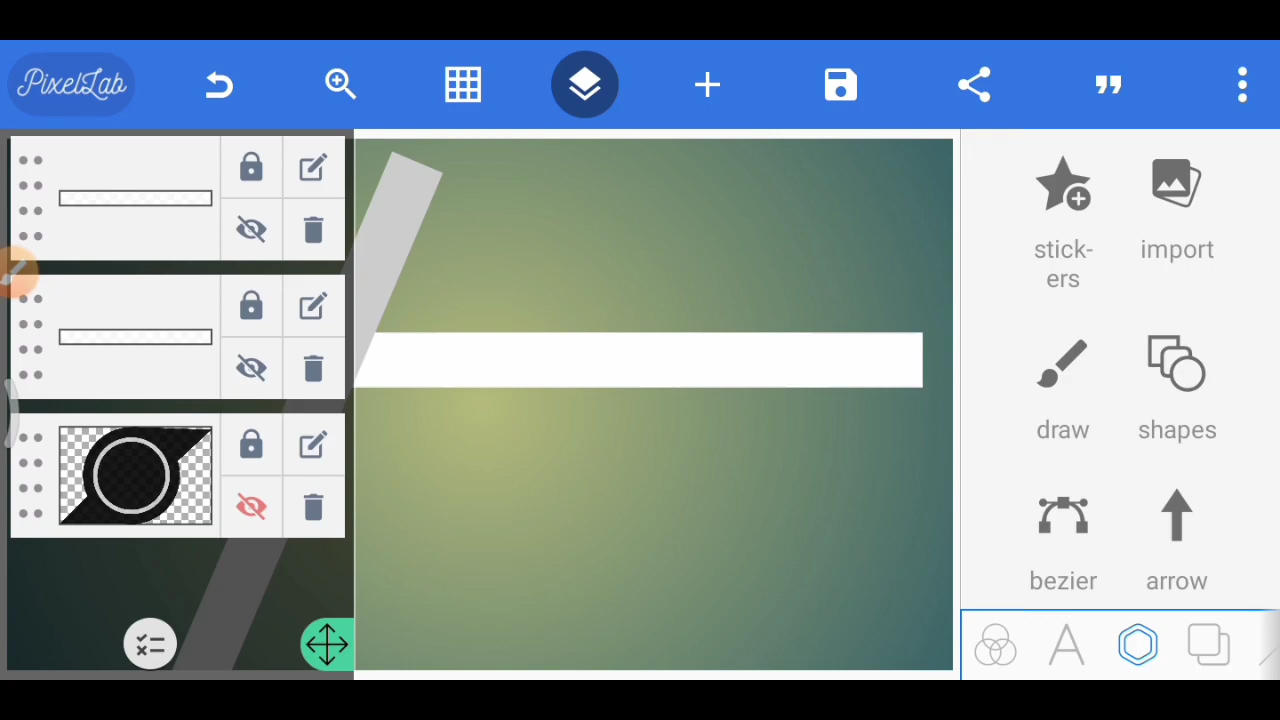 PixelLab
stick-
ers
import
draw
shapes
bezier
arrow